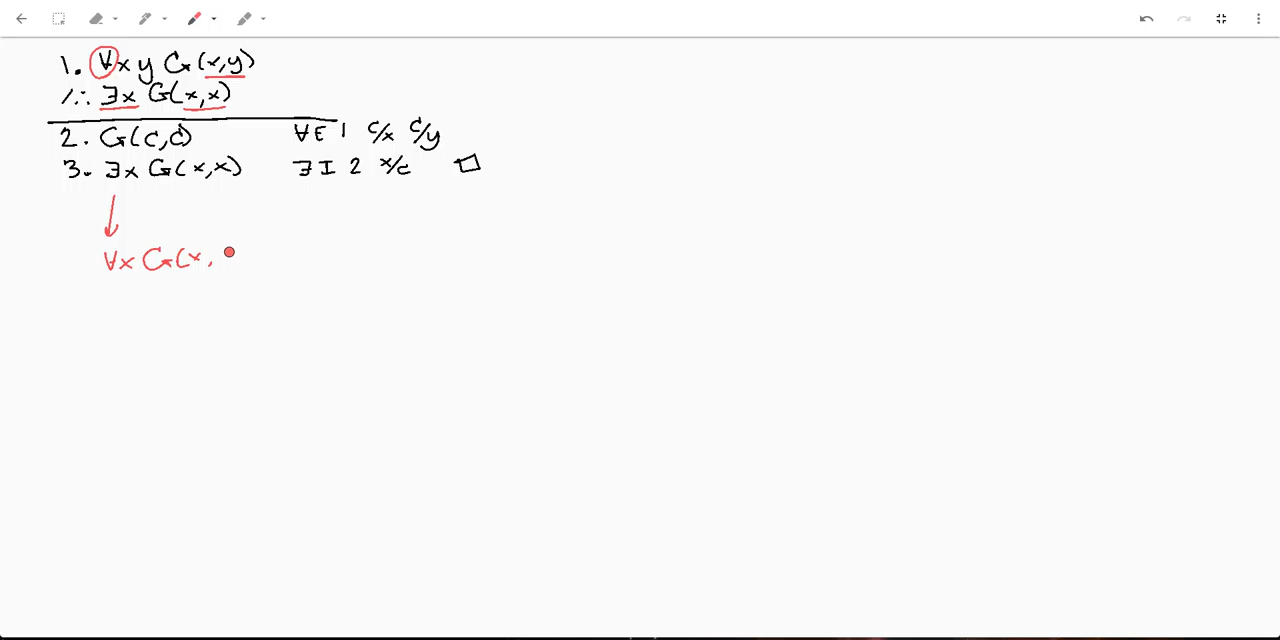 1. ∀x y G(x,y)
/∴ ∃x G(x,x)
2. G(c,c) ∀E 1 c/x c/y
3. ∃x G(x,x) ∃I 2 x/c □
↓
∀x G(x,